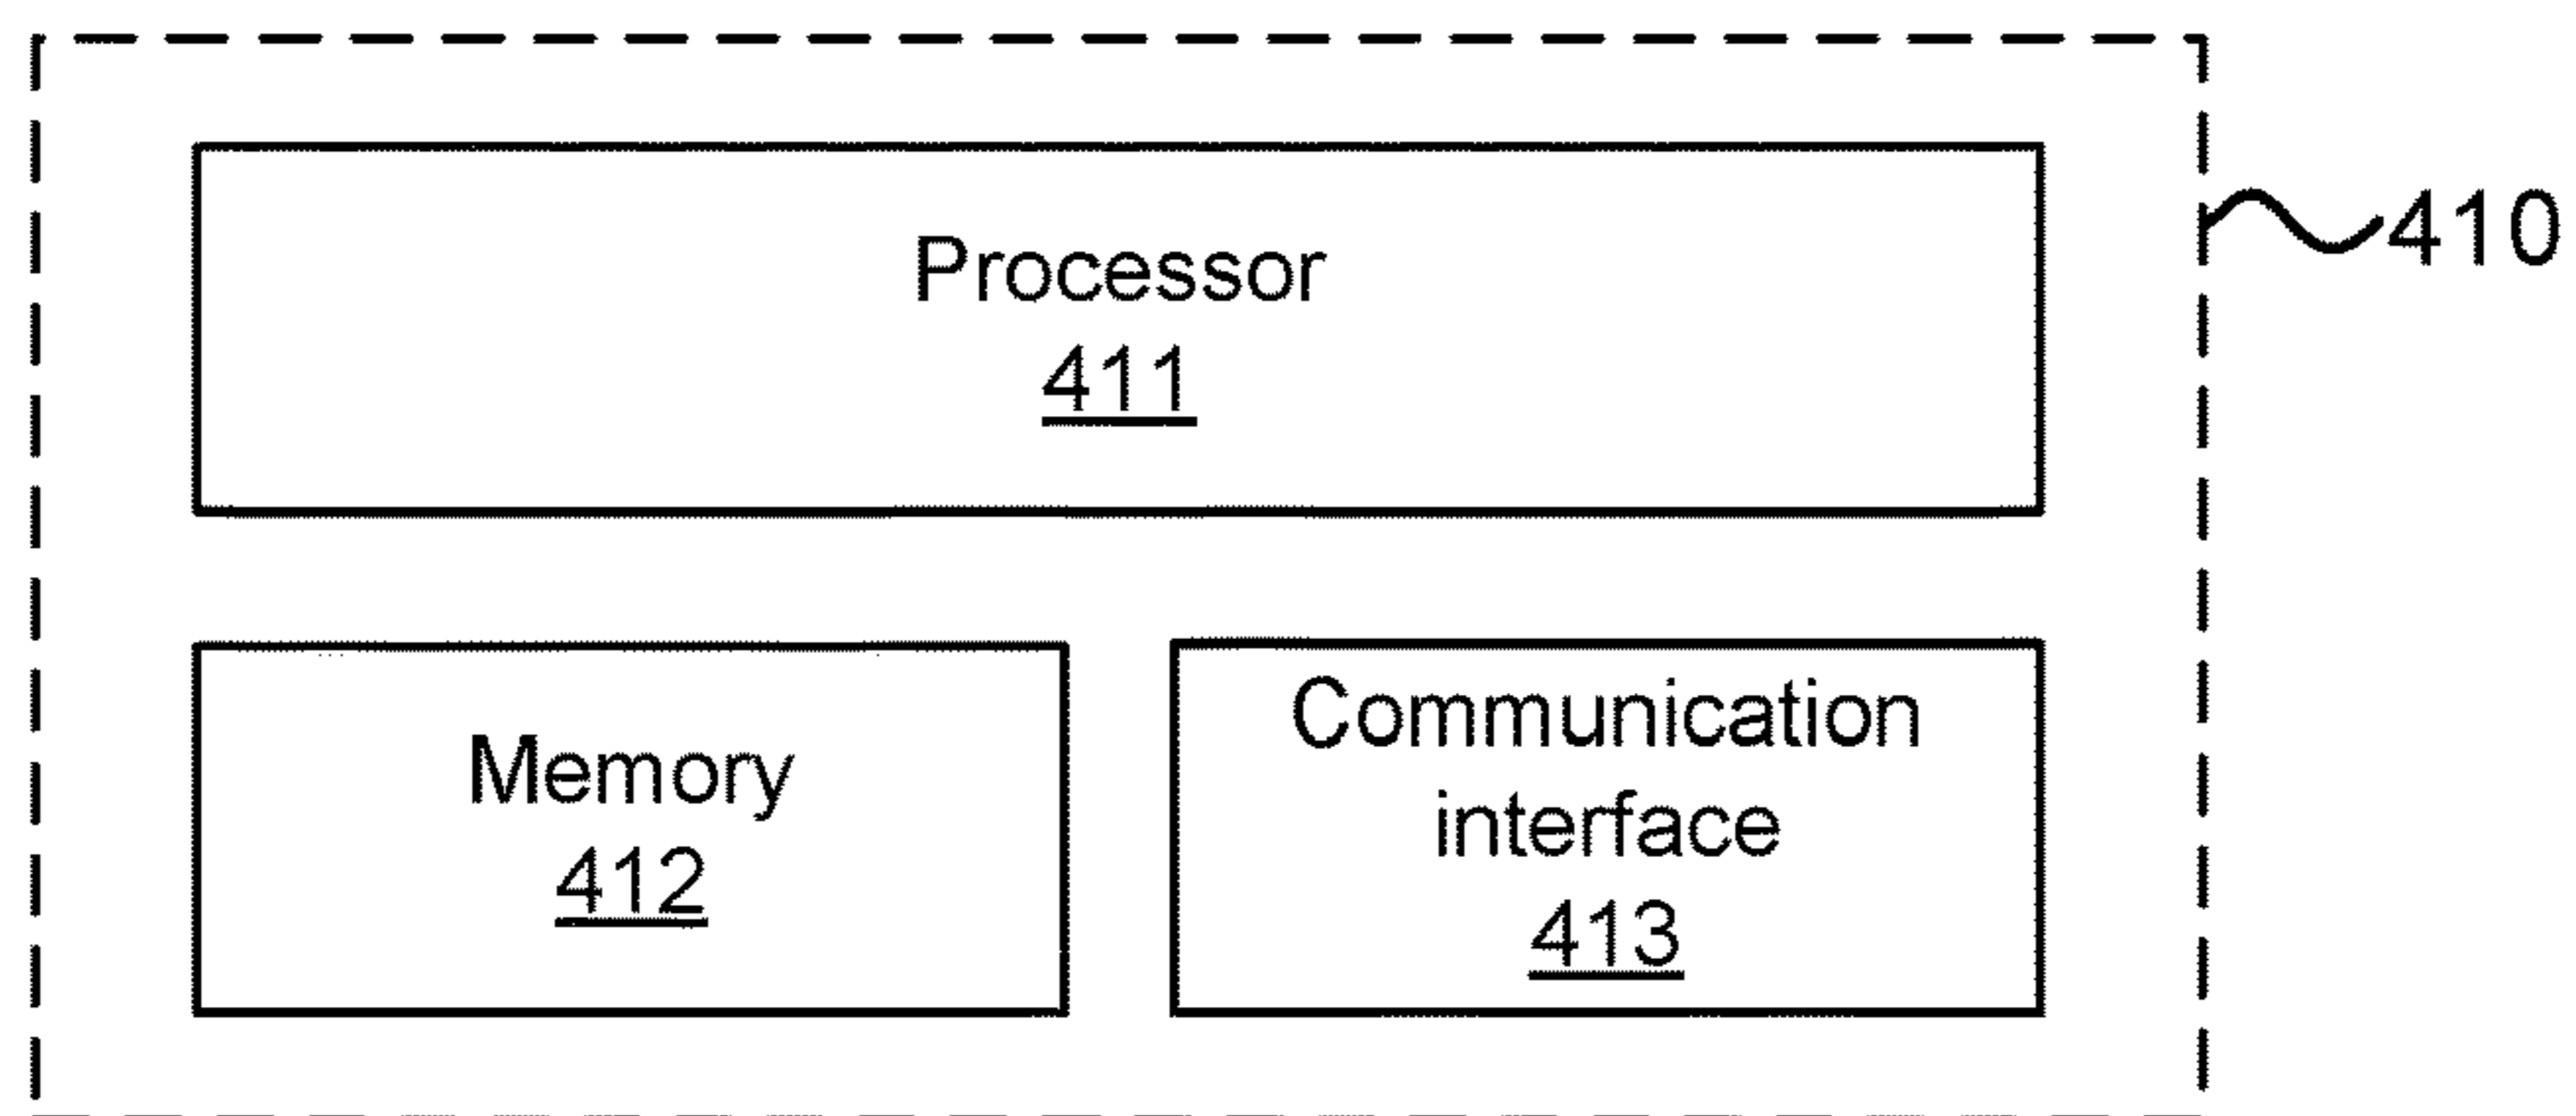 Processor
411
410
Memory
412
Communication
interface
413